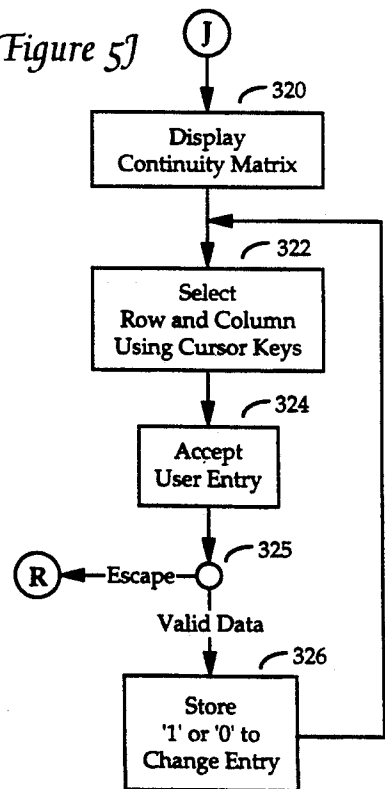 Figure 5J
J
320
Display
Continuity Matrix
322
Select
Row and Column
Using Cursor Keys
324
Accept
User Entry
325
R
Escape
Valid Data
326
Store
'1' or '0' to
Change Entry